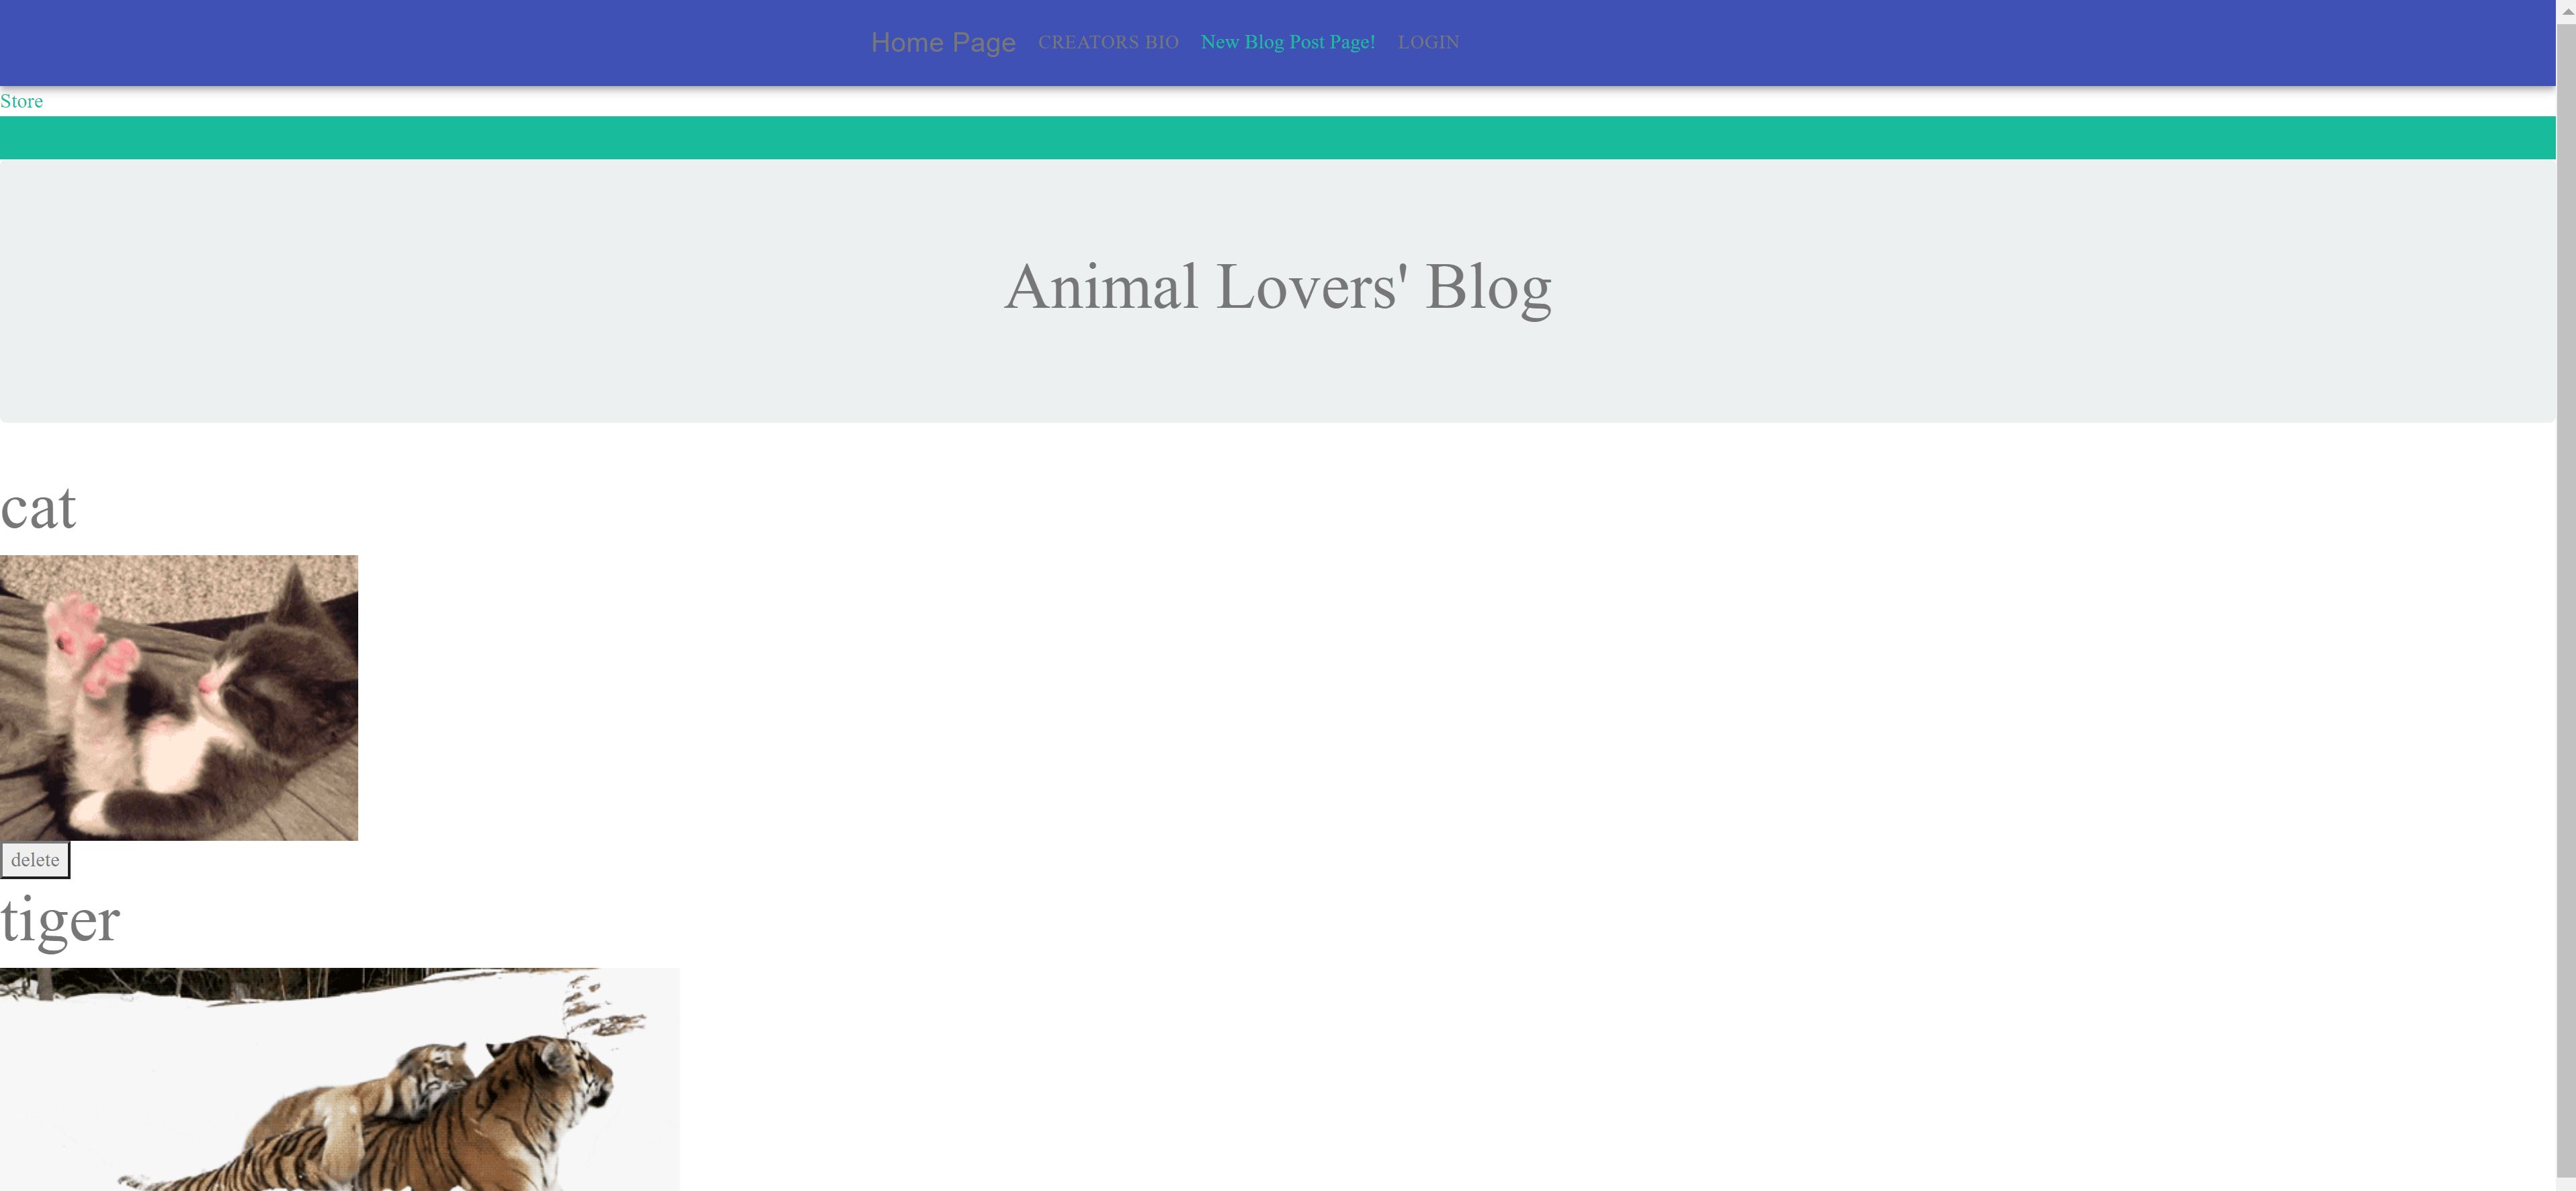 Home Page CREATORS BIO New Blog Post Page! LOGIN
Store
Animal Lovers' Blog
cat
delete
tiger